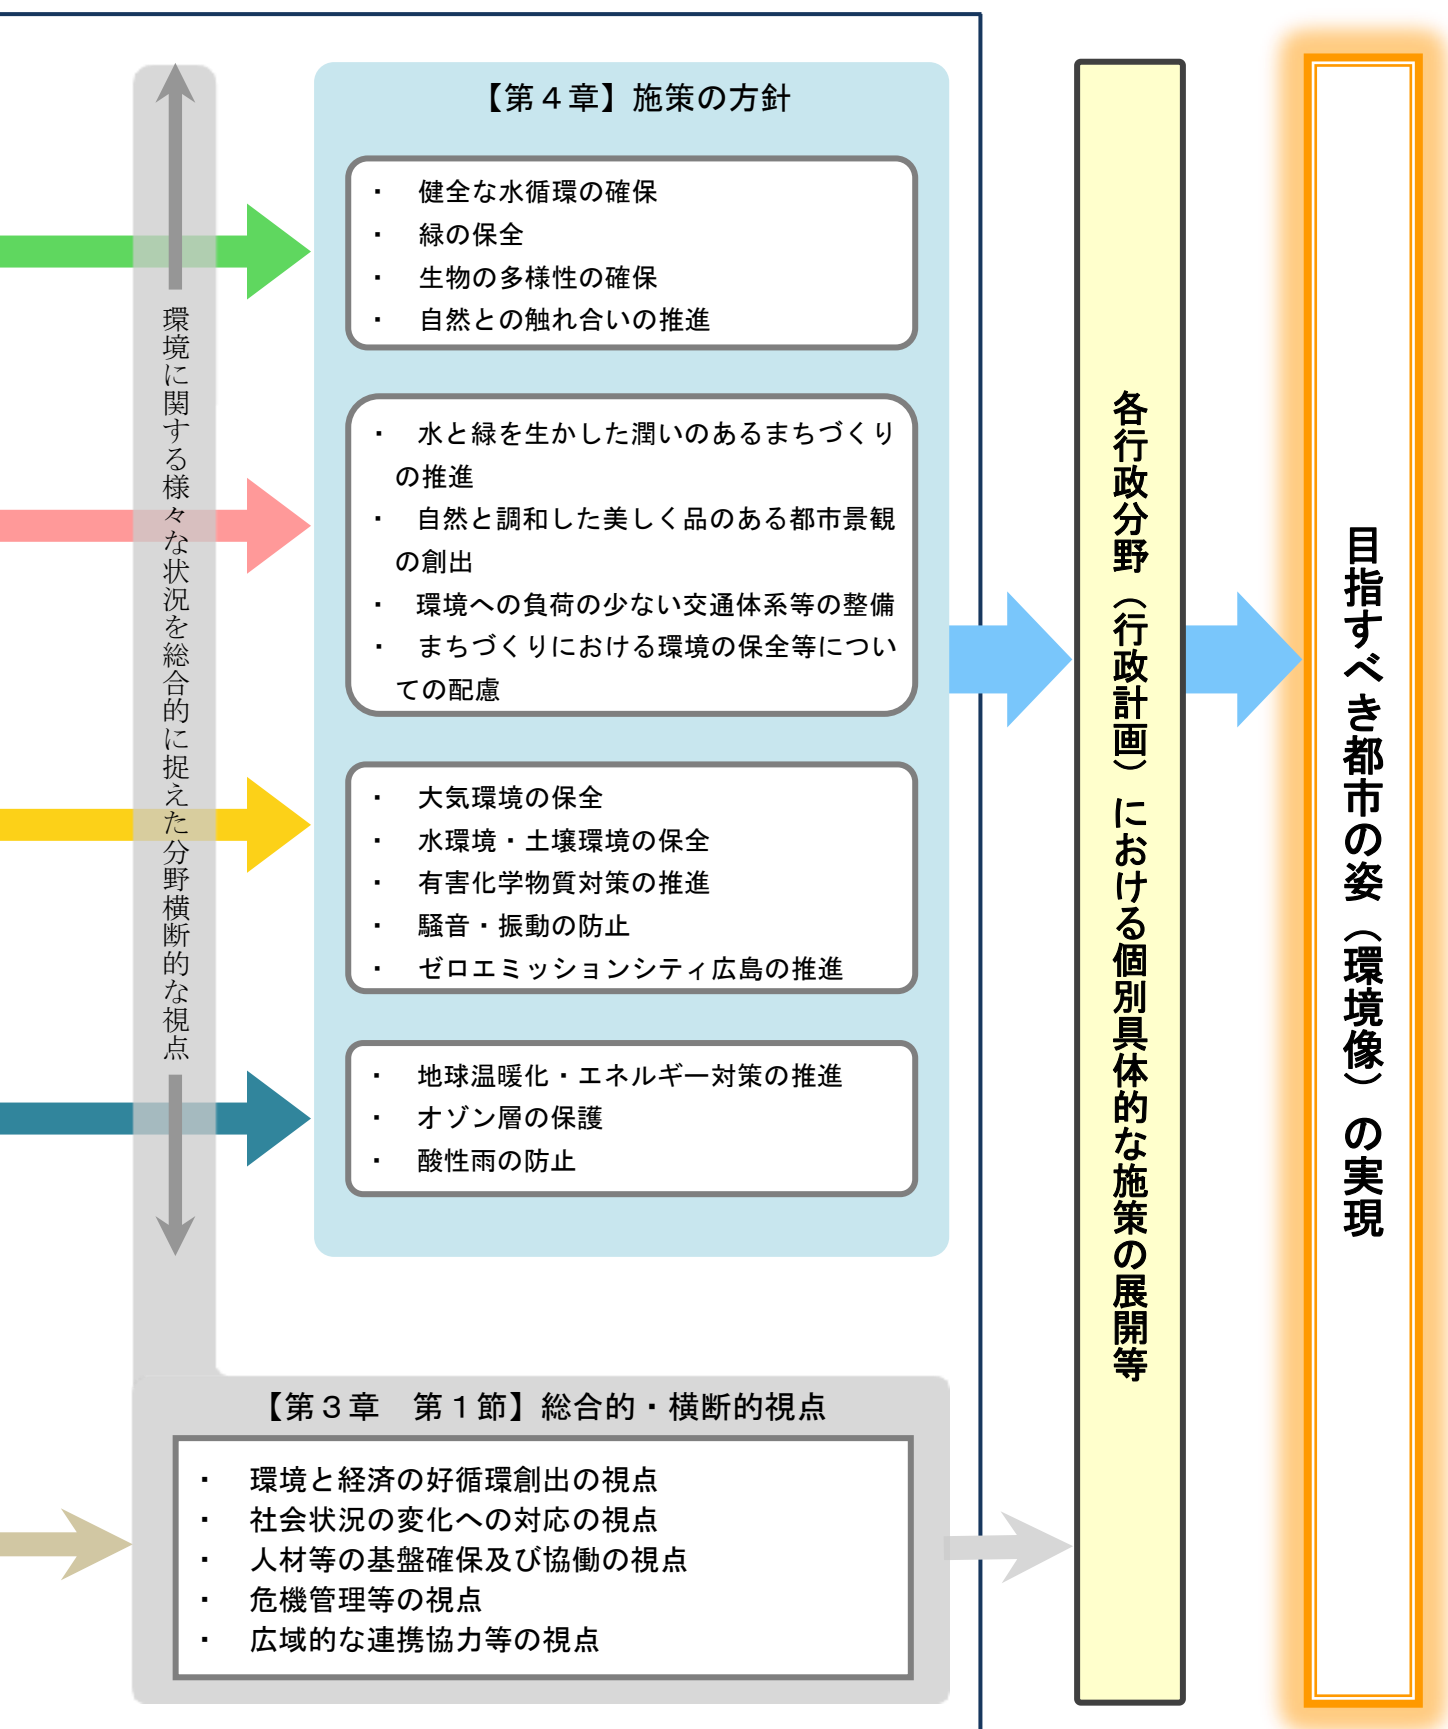 【第４章】施策の方針
・　健全な水循環の確保
・　緑の保全
・　生物の多様性の確保
・　自然との触れ合いの推進
・　水と緑を生かした潤いのあるまちづくり
の推進
・　自然と調和した美しく品のある都市景観
の創出
・　環境への負荷の少ない交通体系等の整備
・　まちづくりにおける環境の保全等につい
ての配慮
・　大気環境の保全
・　水環境・土壌環境の保全
・　有害化学物質対策の推進
・　騒音・振動の防止
・　ゼロエミッションシティ広島の推進
・　地球温暖化・エネルギー対策の推進
・　オゾン層の保護
・　酸性雨の防止
環境に関する様々な状況を総合的に捉えた分野横断的な視点
【第３章　第１節】総合的・横断的視点
・　環境と経済の好循環創出の視点
・　社会状況の変化への対応の視点
・　人材等の基盤確保及び協働の視点
・　危機管理等の視点
・　広域的な連携協力等の視点
各行政分野（行政計画）における個別具体的な施策の展開等
目指すべき都市の姿（環境像）の実現